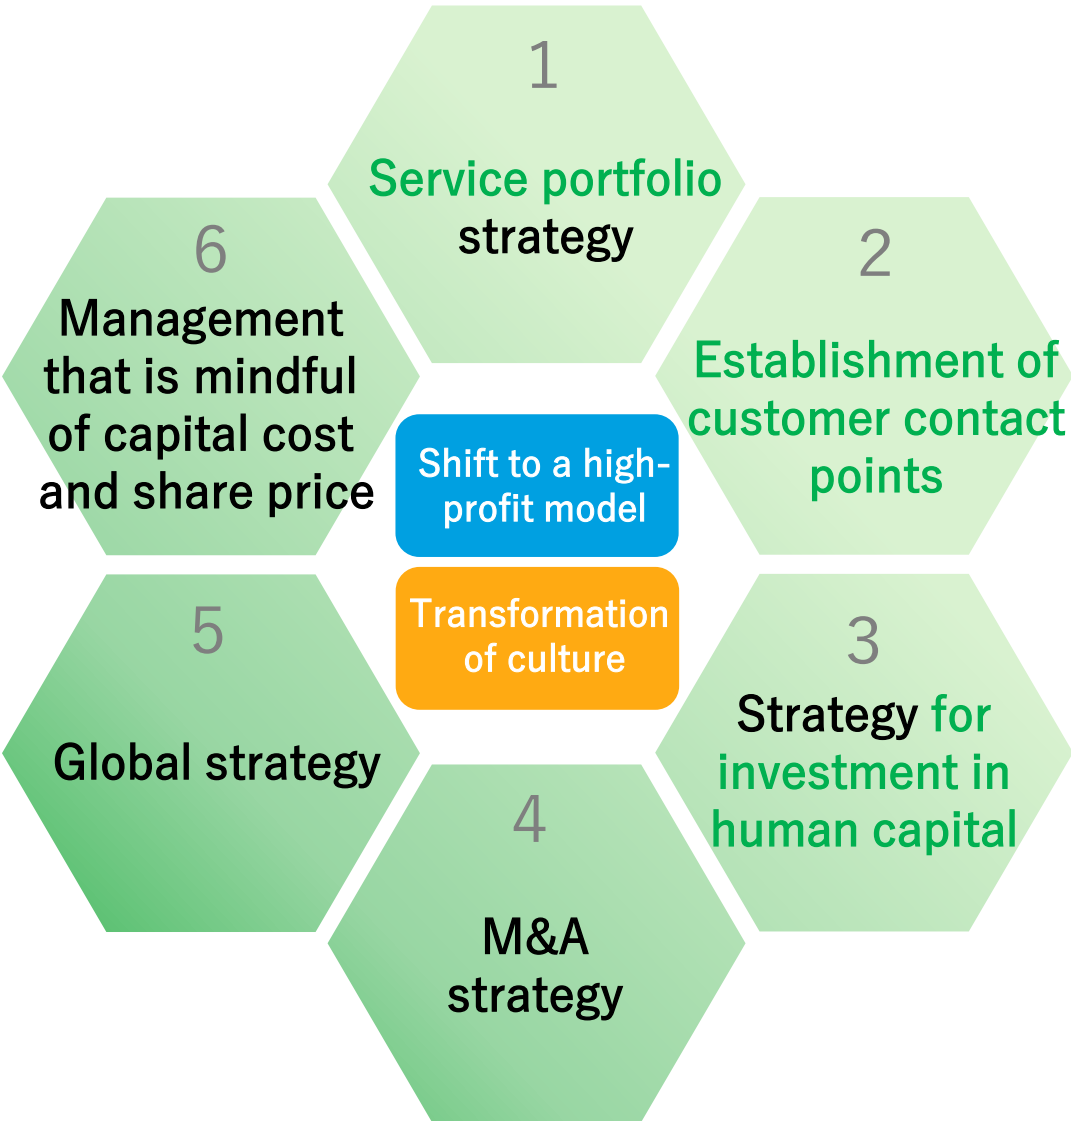 1
Service portfolio
strategy
2
Establishment of
customer contact
points
3
Strategy for
investment in
human capital
4
M&A
strategy
5
Global strategy
6
Management
that is mindful
of capital cost
and share price
Shift to a high-
profit model
Transformation
of culture